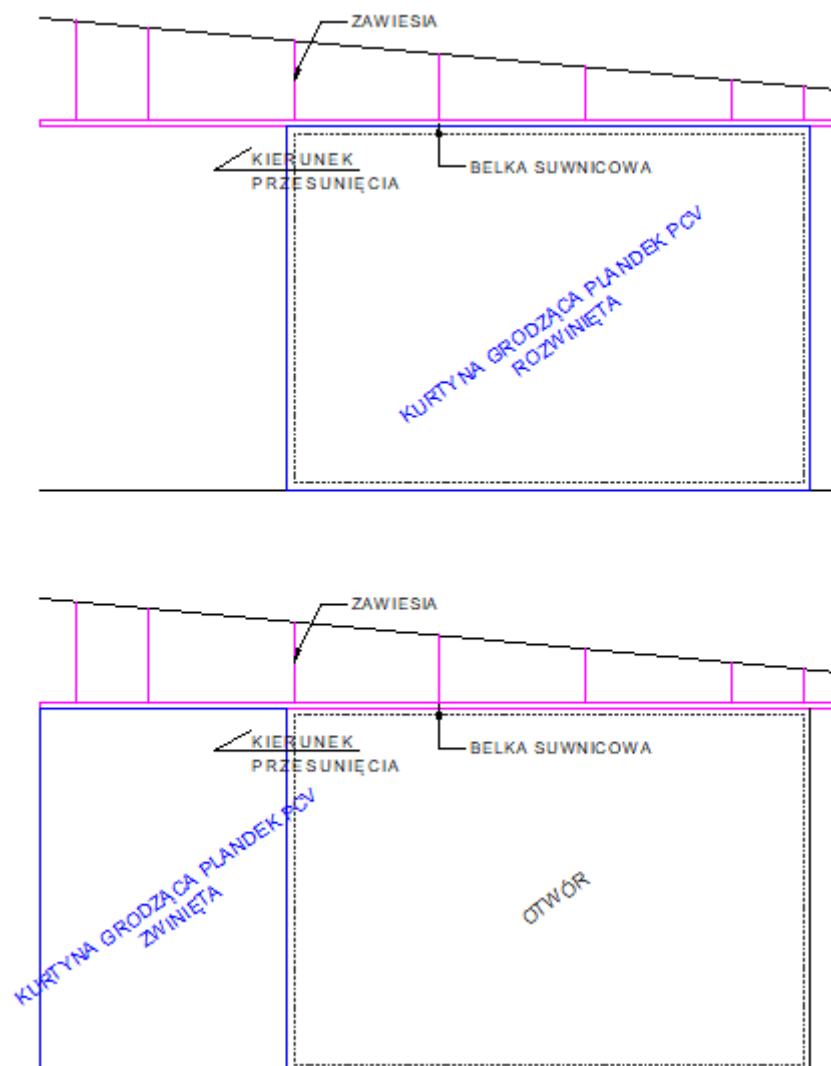 ZAWIESIA
KIERUNEK
PRZESUNIĘCIA
BELKA SUWNICOWA
KURTYNA GRODZĄCA PLANDEK PCV
ROZWINIĘTA
ZAWIESIA
KIERUNEK
PRZESUNIĘCIA
BELKA SUWNICOWA
KURTYNA GRODZĄCA PLANDEK PCV
ZWINIĘTA
OTWÓR